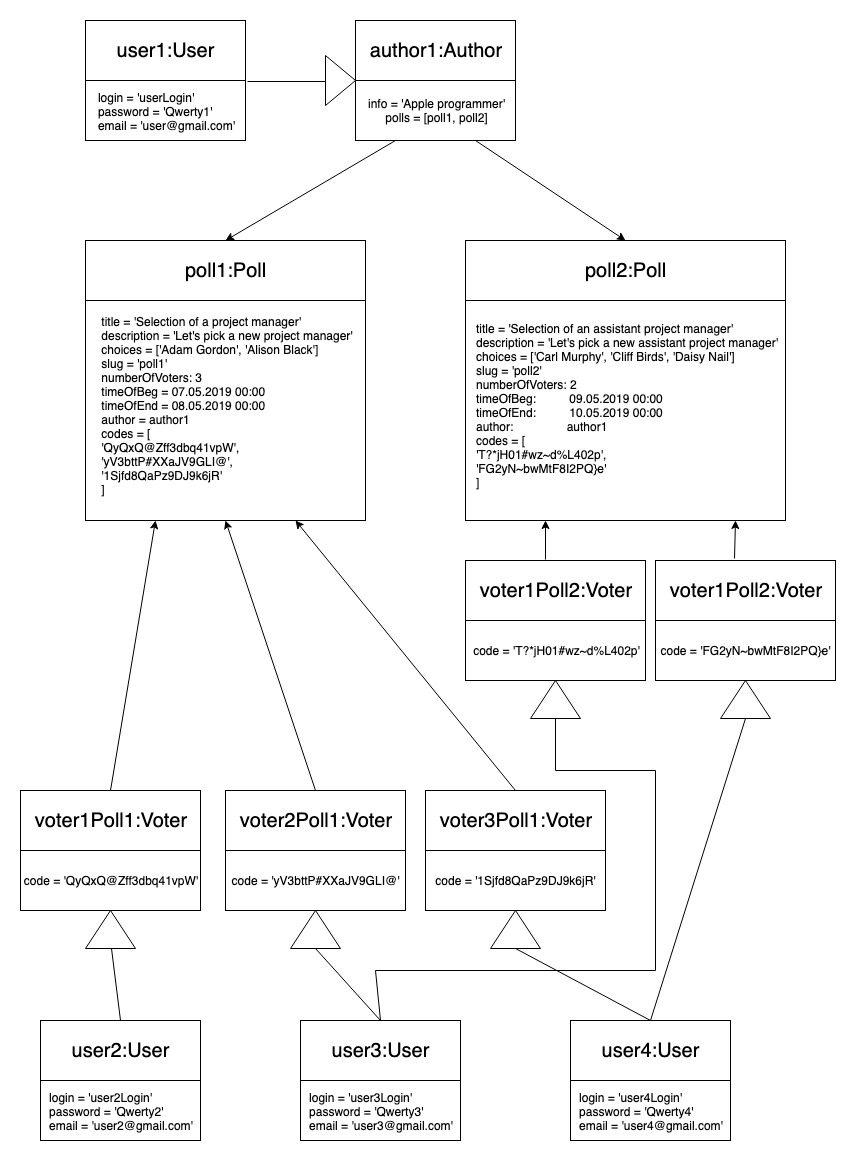 user1:User
login = 'userLogin'
password = 'Qwerty1'
email = 'user@gmail.com'
author1:Author
info = 'Apple programmer'
polls = [poll1, poll2]
poll1:Poll
title = 'Selection of a project manager'
description = 'Let's pick a new project manager'
choices = ['Adam Gordon', 'Alison Black']
slug = 'poll1'
numberOfVoters: 3
timeOfBeg = 07.05.2019 00:00
timeOfEnd = 08.05.2019 00:00
author = author1
codes = [
'QyQxQ@Zff3dbq41vpW',
'yV3bttP#XXaJV9GLI@',
'1Sjfd8QaPz9DJ9k6jR'
]
poll2:Poll
title = 'Selection of an assistant project manager'
description = 'Let's pick a new assistant project manager'
choices = ['Carl Murphy', 'Cliff Birds', 'Daisy Nail']
slug = 'poll2'
numberOfVoters: 2
timeOfBeg: 09.05.2019 00:00
timeOfEnd: 10.05.2019 00:00
author: author1
codes = [
'T?*jH01#wz~d%L402p',
'FG2yN~bwMtF8I2PQ}e'
]
voter1Poll2:Voter
code = 'T?*jH01#wz~d%L402p'
voter1Poll2:Voter
code = 'FG2yN~bwMtF8I2PQ}e'
voter1Poll1:Voter
code = 'QyQxQ@Zff3dbq41vpW'
voter2Poll1:Voter
code = 'yV3bttP#XXaJV9GLI@'
voter3Poll1:Voter
code = '1Sjfd8QaPz9DJ9k6jR'
user2:User
login = 'user2Login'
password = 'Qwerty2'
email = 'user2@gmail.com'
user3:User
login = 'user3Login'
password = 'Qwerty3'
email = 'user3@gmail.com'
user4:User
login = 'user4Login'
password = 'Qwerty4'
email = 'user4@gmail.com'